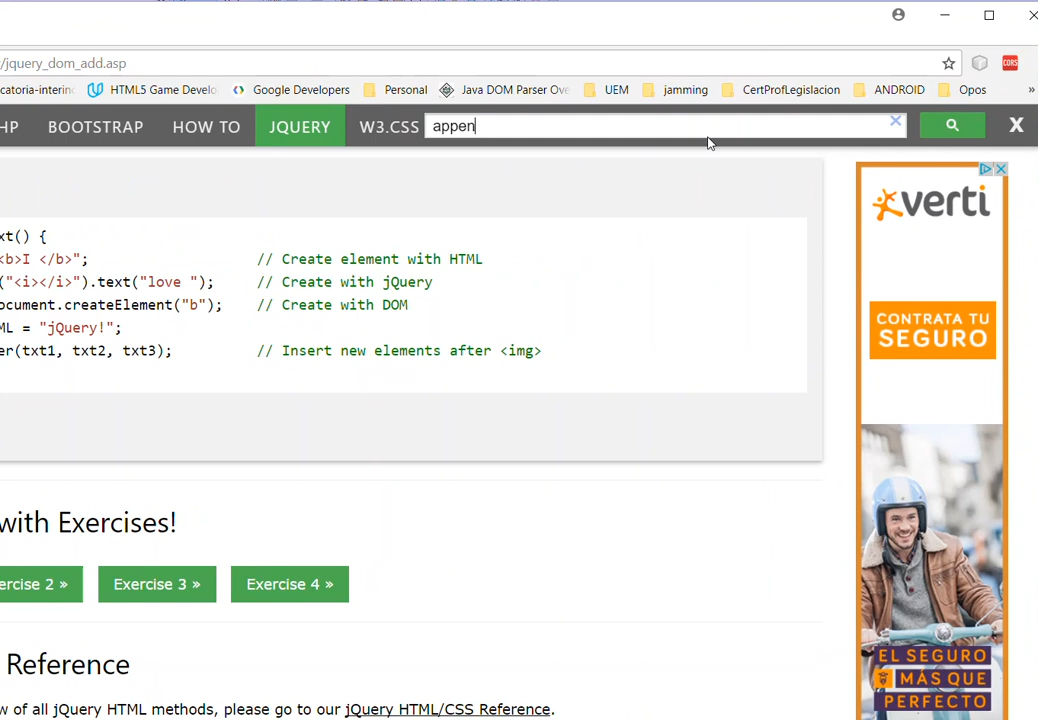 /jquery_dom_add.asp
CORS
catoria-interino
HTML5 Game Develo
Google Developers
Personal
Java DOM Parser Ove
UEM
jamming
CertProfLegislacion
ANDROID
Opos
»
HP
BOOTSTRAP
HOW TO
JQUERY
W3.CSS
appen
X
xt() {
<b>I </b>";
// Create element with HTML
("<i></i>").text("love ");
// Create with jQuery
ocument.createElement("b");
// Create with DOM
ML = "jQuery!";
er(txt1, txt2, txt3);
// Insert new elements after <img>
verti
CONTRATA TU
SEGURO
with Exercises!
ercise 2 »
Exercise 3 »
Exercise 4 »
Reference
w of all jQuery HTML methods, please go to our jQuery HTML/CSS Reference.
EL SEGURO
MÁS QUE
PERFECTO